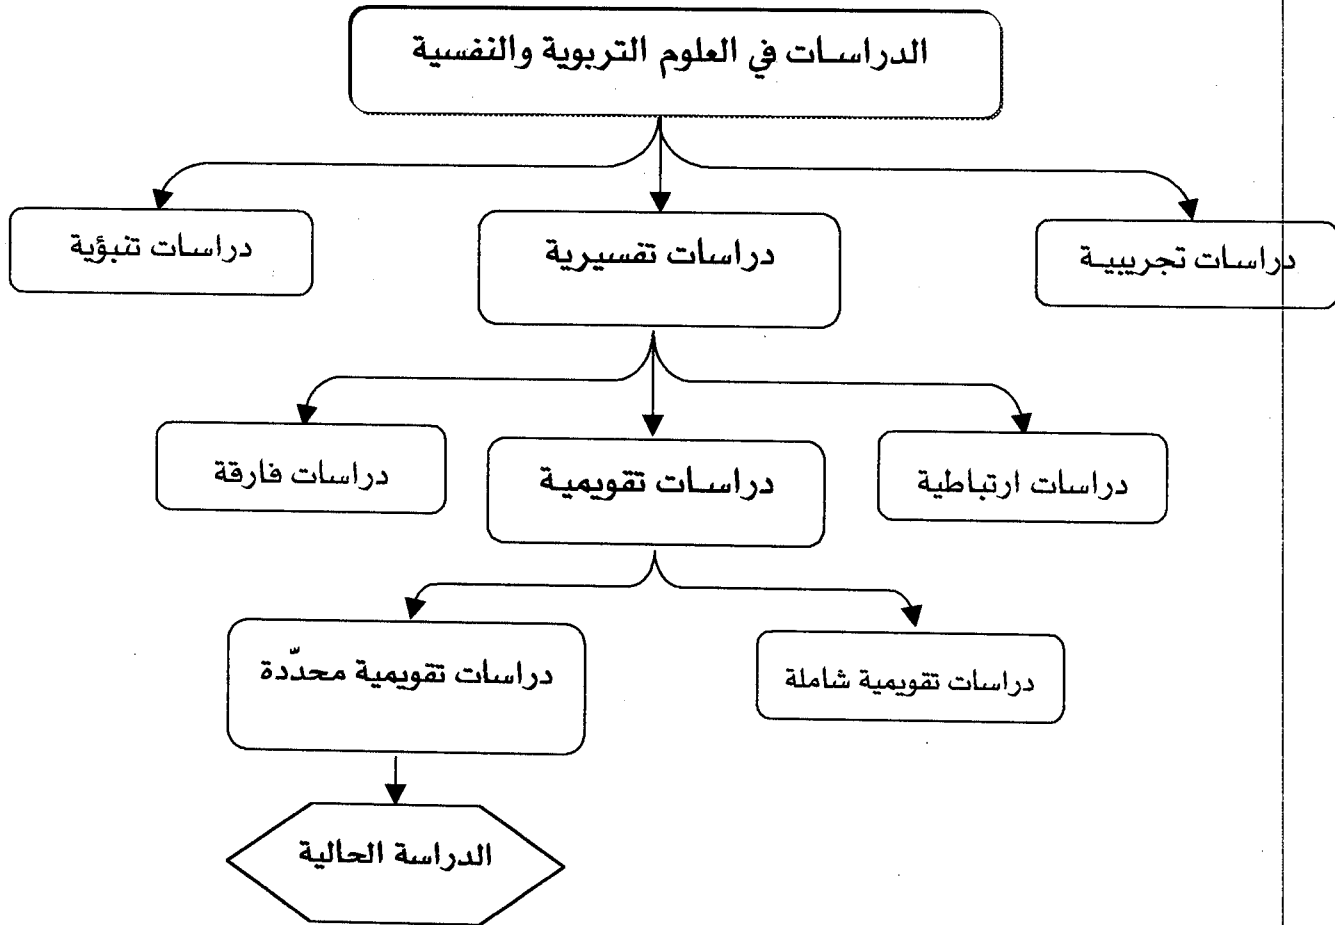 الدراسات في العلوم التربوية والنفسية
دراسات تجريبية
دراسات تفسيرية
دراسات تنبؤية
دراسات ارتباطية
دراسات تقويمية
دراسات فارقة
دراسات تقويمية شاملة
دراسات تقويمية محدّدة
الدراسة الحالية